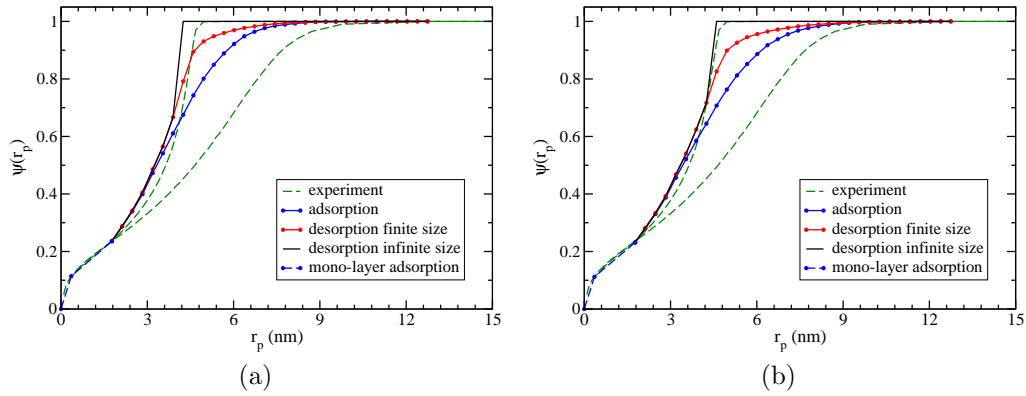 1
0.8
0.6
0.4
0.2
0
ψ(r_p)
0 3 6 9 12 15
r_p (nm)
experiment
adsorption
desorption finite size
desorption infinite size
mono-layer adsorption
(a)
1
0.8
0.6
0.4
0.2
0
ψ(r_p)
0 3 6 9 12 15
r_p (nm)
experiment
adsorption
desorption finite size
desorption infinite size
mono-layer adsorption
(b)